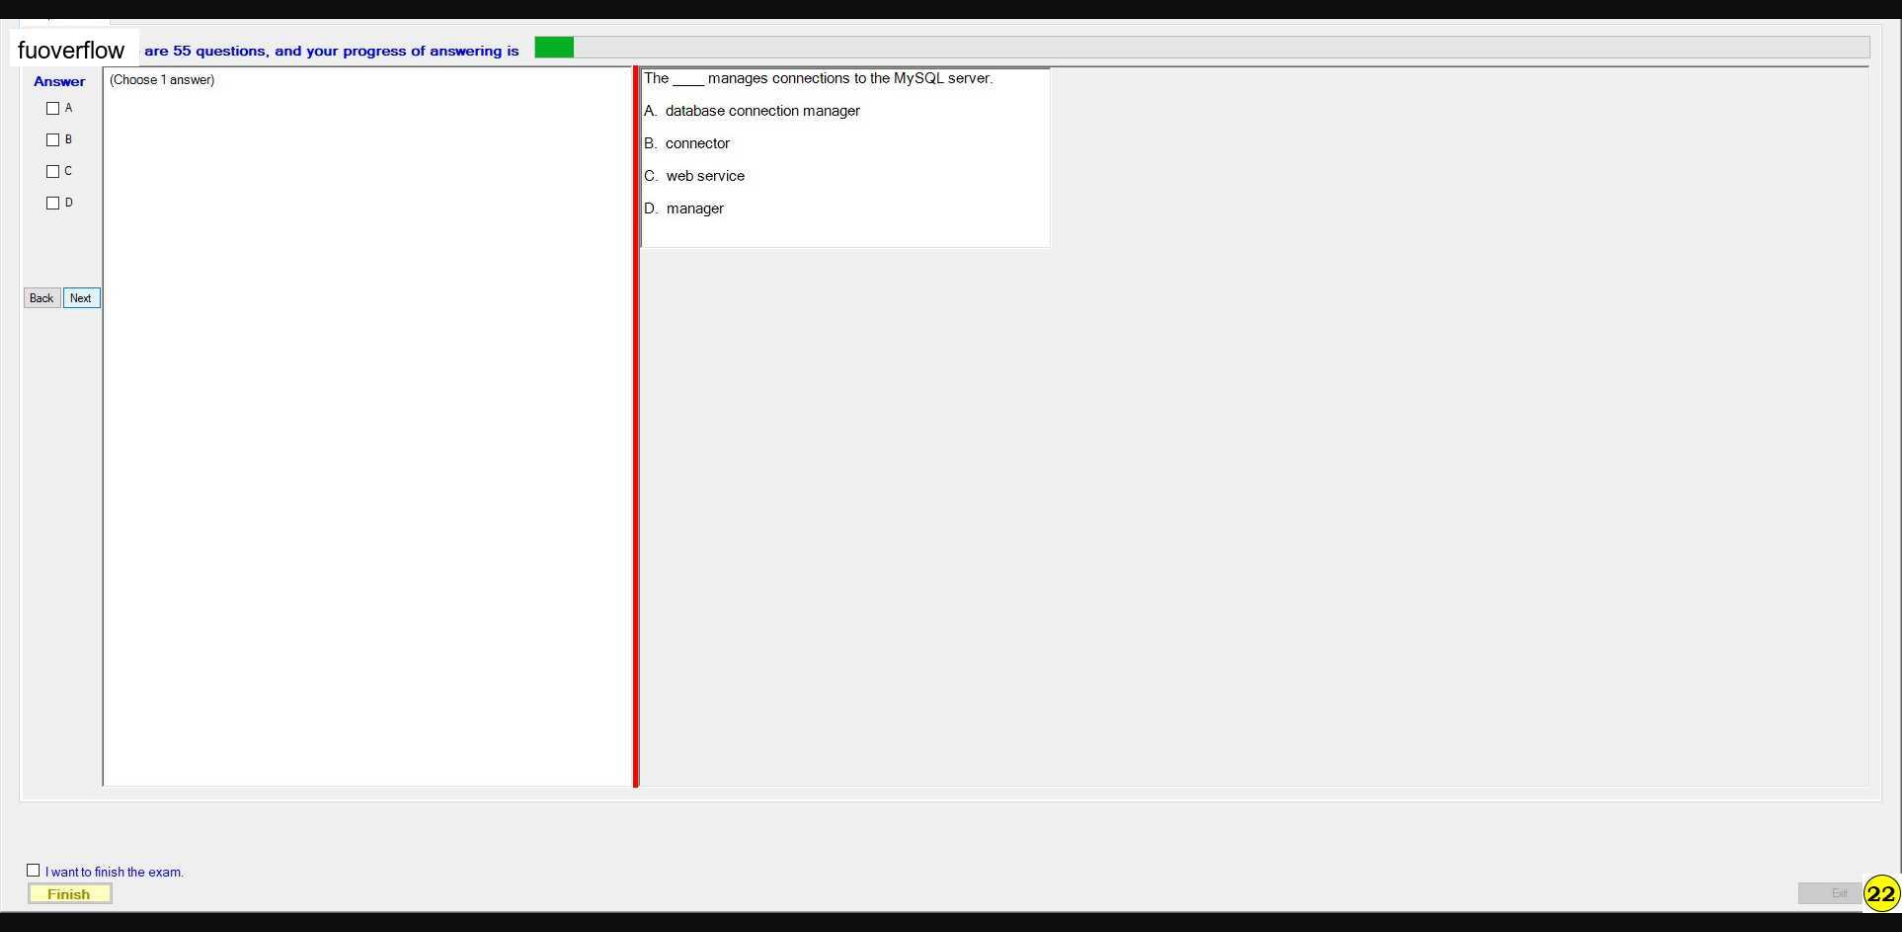 fuoverflow are 55 questions, and your progress of answering is
Answer
(Choose 1 answer)
A
B
C
D
Back Next
The ____ manages connections to the MySQL server.
A. database connection manager
B. connector
C. web service
D. manager
I want to finish the exam.
Finish
Exit
22